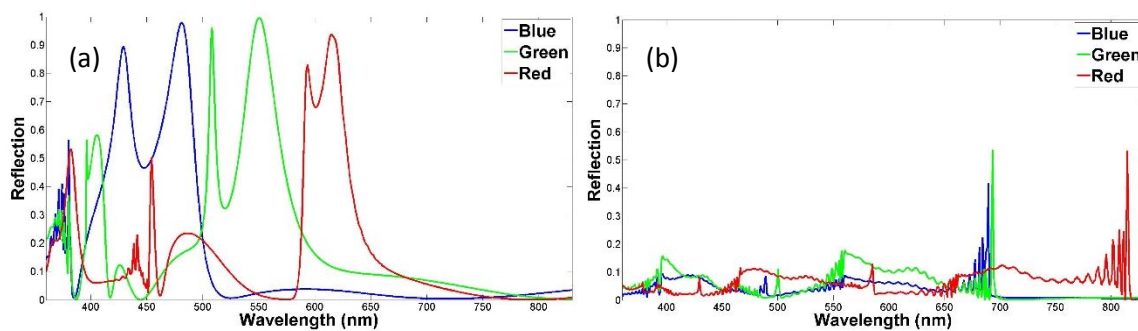 (a)
Blue
Green
Red
Reflection
1
0.9
0.8
0.7
0.6
0.5
0.4
0.3
0.2
0.1
0
400 450 500 550 600 650 700 750
Wavelength (nm)
(b)
Blue
Green
Red
Reflection
1
0.9
0.8
0.7
0.6
0.5
0.4
0.3
0.2
0.1
0
400 450 500 550 600 650 700 750 800
Wavelength (nm)